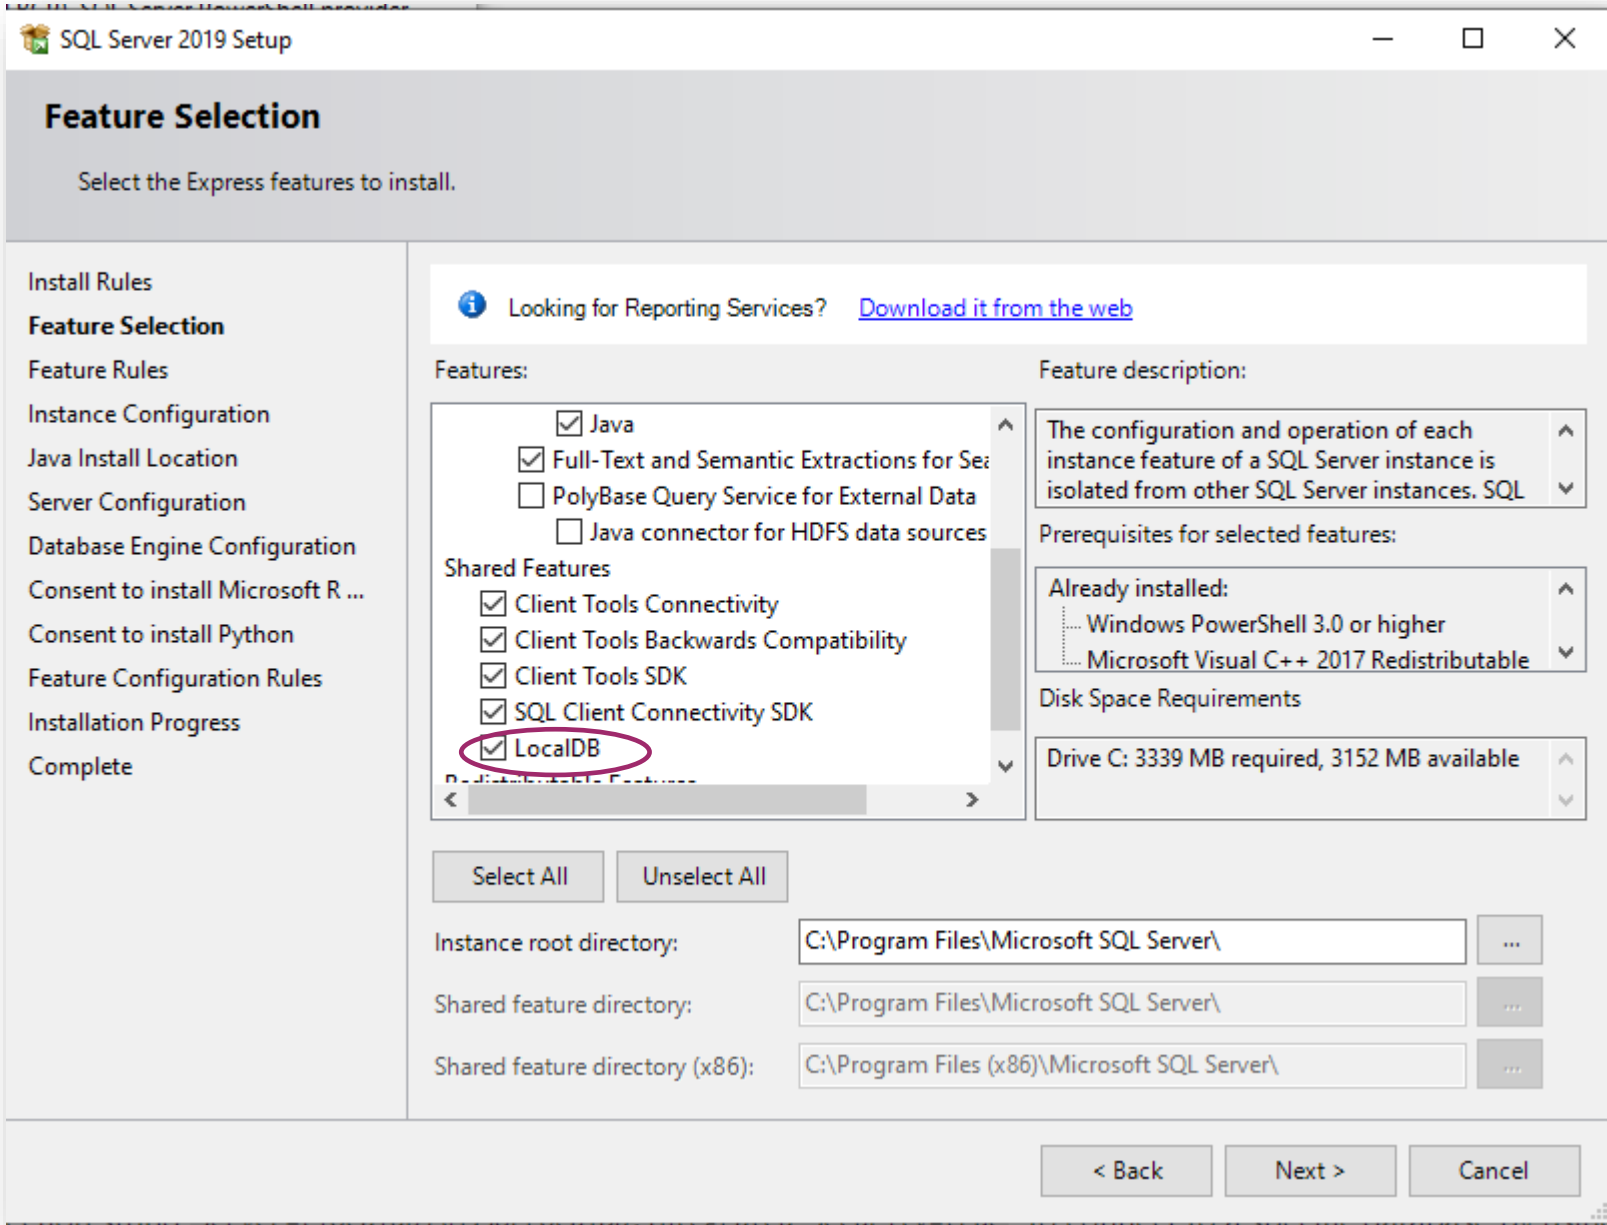 SQL Server 2019 Setup
Feature Selection
Select the Express features to install.
Install Rules
Feature Selection
Feature Rules
Instance Configuration
Java Install Location
Server Configuration
Database Engine Configuration
Consent to install Microsoft R ...
Consent to install Python
Feature Configuration Rules
Installation Progress
Complete
Looking for Reporting Services? Download it from the web
Features:
Java
Full-Text and Semantic Extractions for Sea
PolyBase Query Service for External Data
Java connector for HDFS data sources
Shared Features
Client Tools Connectivity
Client Tools Backwards Compatibility
Client Tools SDK
SQL Client Connectivity SDK
LocalDB
Redistributable Features
Feature description:
The configuration and operation of each
instance feature of a SQL Server instance is
isolated from other SQL Server instances. SQL
Prerequisites for selected features:
Already installed:
Windows PowerShell 3.0 or higher
Microsoft Visual C++ 2017 Redistributable
Disk Space Requirements
Drive C: 3339 MB required, 3152 MB available
Select All
Unselect All
Instance root directory: C:\Program Files\Microsoft SQL Server\ ...
Shared feature directory: C:\Program Files\Microsoft SQL Server\ ...
Shared feature directory (x86): C:\Program Files (x86)\Microsoft SQL Server\ ...
< Back
Next >
Cancel